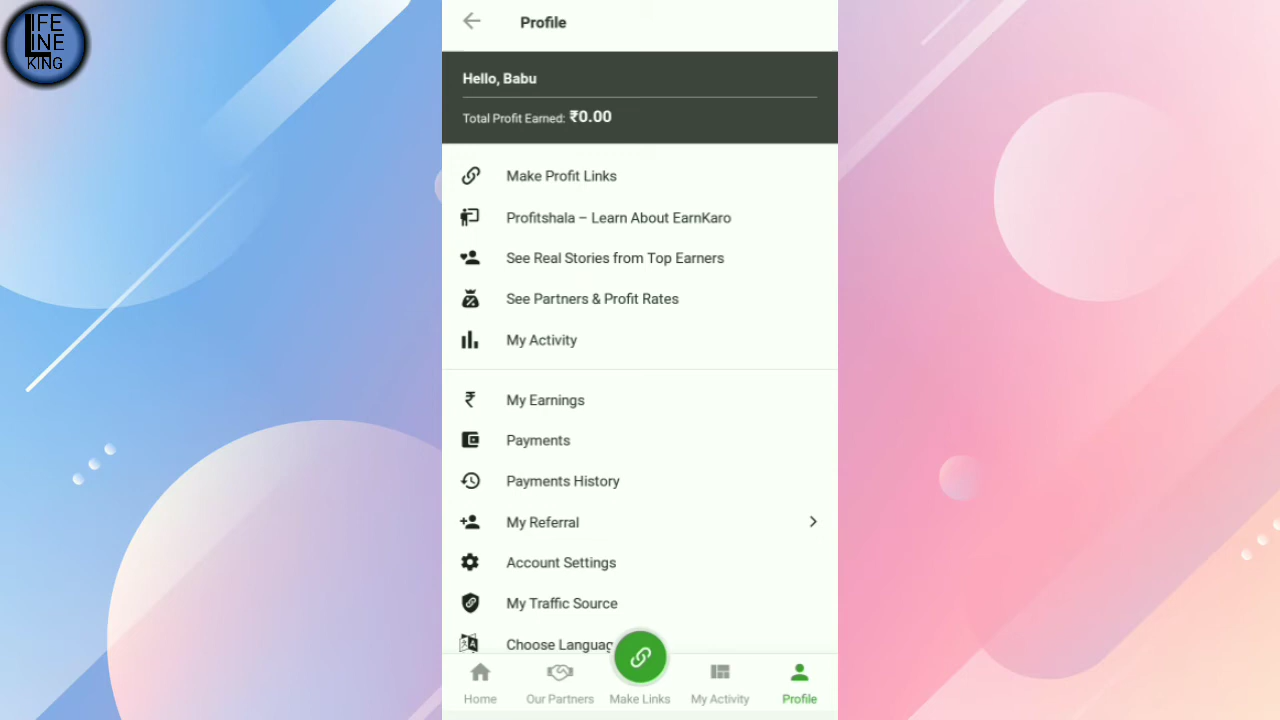 LIFE
LINE
KING
Profile
Hello, Babu
Total Profit Earned: ₹0.00
Make Profit Links
Profitshala – Learn About EarnKaro
See Real Stories from Top Earners
See Partners & Profit Rates
My Activity
My Earnings
Payments
Payments History
My Referral
Account Settings
My Traffic Source
Choose Languag
Home
Our Partners
Make Links
My Activity
Profile